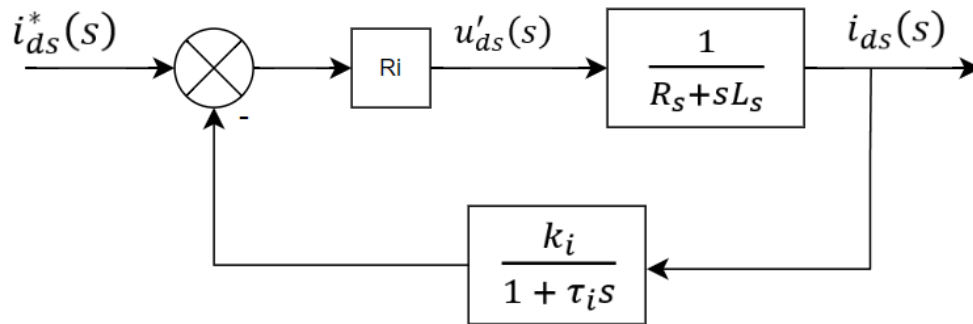 i*ds(s)
Ri
u′ds(s)
1
Rs+sLs
ids(s)
-
ki
1 + τis